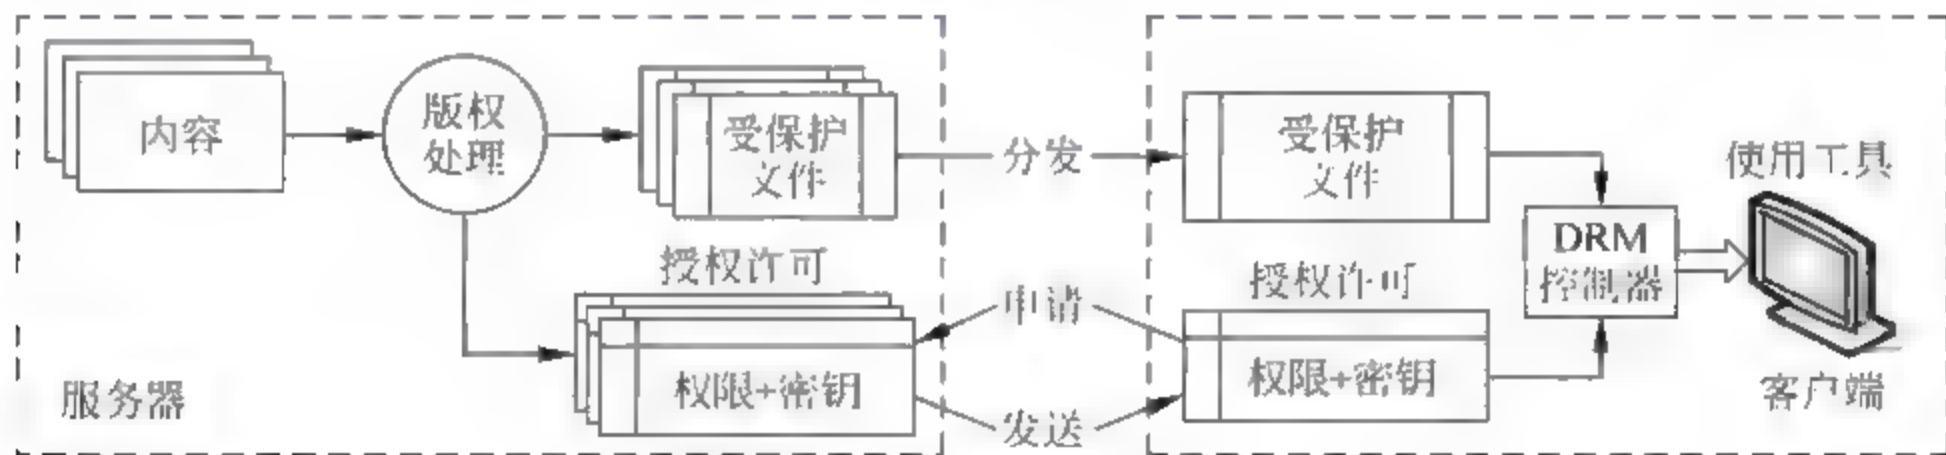 内容
版权
处理
受保护
文件
授权许可
权限+密钥
服务器
分发
申请
发送
受保护
文件
授权许可
权限+密钥
DRM
控制器
使用工具
客户端